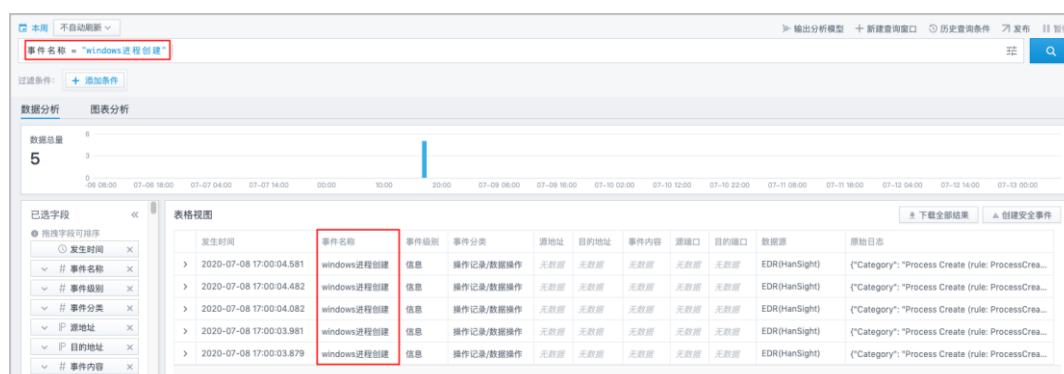 本周 不自动刷新 输出分析模型 新建查询窗口 历史查询条件 发布
事件名称 = "windows进程创建"
过滤条件: + 添加条件
数据分析 图表分析
数据总量
5
6
3
0
-06 08:00 07-06 18:00 07-07 04:00 07-07 14:00 00:00 10:00 20:00 07-09 06:00 07-09 16:00 07-10 02:00 07-10 12:00 07-10 22:00 07-11 08:00 07-11 18:00 07-12 04:00 07-12 14:00 07-13 00:00
已选字段 « 表格视图 下载全部结果 创建安全事件
拖拽字段可排序
发生时间 ×
# 事件名称 ×
# 事件级别 ×
# 事件分类 ×
IP 源地址 ×
IP 目的地址 ×
# 事件内容 ×
发生时间 事件名称 事件级别 事件分类 源地址 目的地址 事件内容 源端口 目的端口 数据源 原始日志
> 2020-07-08 17:00:04.581 windows进程创建 信息 操作记录/数据操作 无数据 无数据 无数据 无数据 无数据 EDR(HanSight) {"Category": "Process Create (rule: ProcessCrea...
> 2020-07-08 17:00:04.482 windows进程创建 信息 操作记录/数据操作 无数据 无数据 无数据 无数据 无数据 EDR(HanSight) {"Category": "Process Create (rule: ProcessCrea...
> 2020-07-08 17:00:04.082 windows进程创建 信息 操作记录/数据操作 无数据 无数据 无数据 无数据 无数据 EDR(HanSight) {"Category": "Process Create (rule: ProcessCrea...
> 2020-07-08 17:00:03.981 windows进程创建 信息 操作记录/数据操作 无数据 无数据 无数据 无数据 无数据 EDR(HanSight) {"Category": "Process Create (rule: ProcessCrea...
> 2020-07-08 17:00:03.879 windows进程创建 信息 操作记录/数据操作 无数据 无数据 无数据 无数据 无数据 EDR(HanSight) {"Category": "Process Create (rule: ProcessCrea...